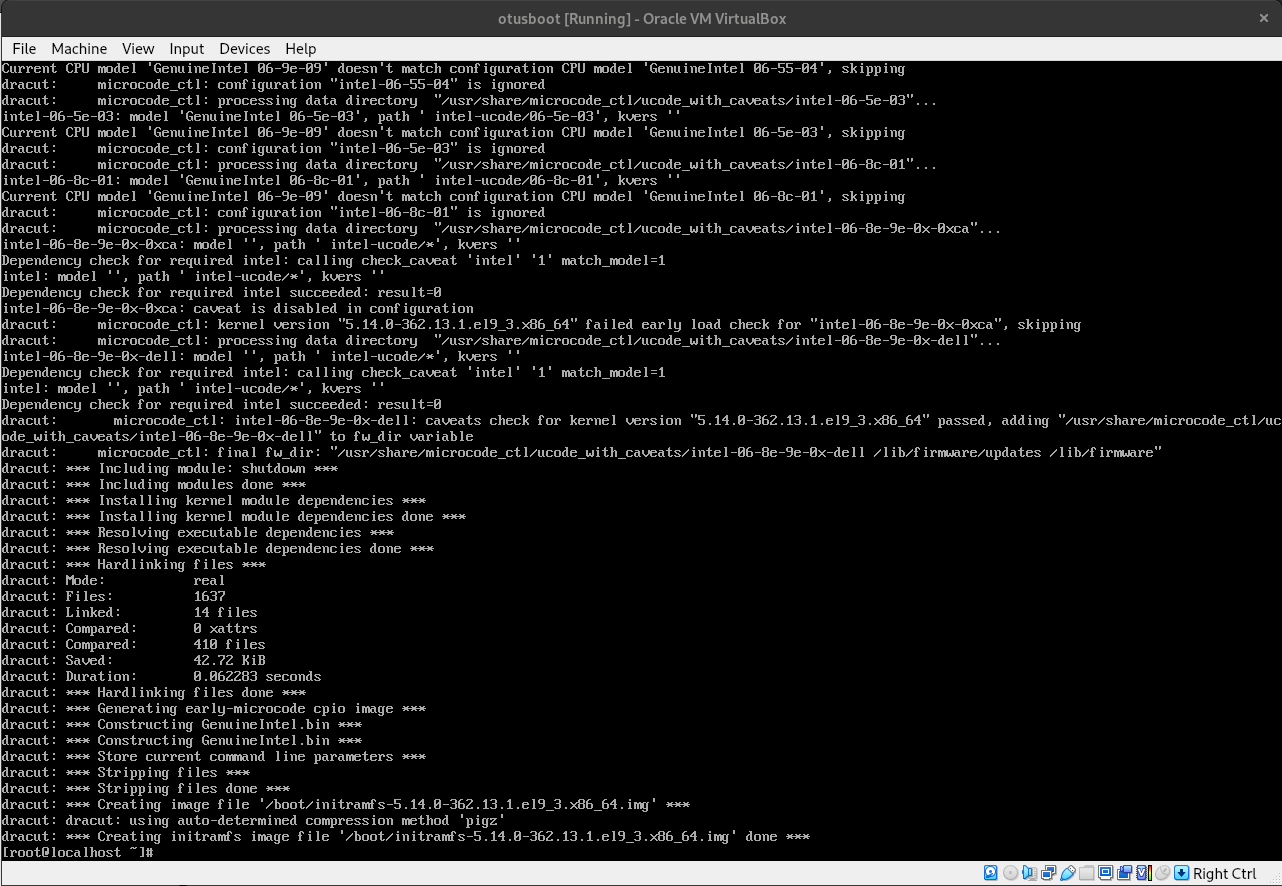 otusboot [Running] - Oracle VM VirtualBox
File Machine View Input Devices Help
Current CPU model 'GenuineIntel 06-9e-09' doesn't match configuration CPU model 'GenuineIntel 06-55-04', skipping
dracut:     microcode_ctl: configuration "intel-06-55-04" is ignored
dracut:     microcode_ctl: processing data directory  "/usr/share/microcode_ctl/ucode_with_caveats/intel-06-5e-03"...
intel-06-5e-03: model 'GenuineIntel 06-5e-03', path ' intel-ucode/06-5e-03', kvers ''
Current CPU model 'GenuineIntel 06-9e-09' doesn't match configuration CPU model 'GenuineIntel 06-5e-03', skipping
dracut:     microcode_ctl: configuration "intel-06-5e-03" is ignored
dracut:     microcode_ctl: processing data directory  "/usr/share/microcode_ctl/ucode_with_caveats/intel-06-8c-01"...
intel-06-8c-01: model 'GenuineIntel 06-8c-01', path ' intel-ucode/06-8c-01', kvers ''
Current CPU model 'GenuineIntel 06-9e-09' doesn't match configuration CPU model 'GenuineIntel 06-8c-01', skipping
dracut:     microcode_ctl: configuration "intel-06-8c-01" is ignored
dracut:     microcode_ctl: processing data directory  "/usr/share/microcode_ctl/ucode_with_caveats/intel-06-8e-9e-0x-0xca"...
intel-06-8e-9e-0x-0xca: model '', path ' intel-ucode/*', kvers ''
Dependency check for required intel: calling check_caveat 'intel' '1' match_model=1
intel: model '', path ' intel-ucode/*', kvers ''
Dependency check for required intel succeeded: result=0
intel-06-8e-9e-0x-0xca: caveat is disabled in configuration
dracut:     microcode_ctl: kernel version "5.14.0-362.13.1.el9_3.x86_64" failed early load check for "intel-06-8e-9e-0x-0xca", skipping
dracut:     microcode_ctl: processing data directory  "/usr/share/microcode_ctl/ucode_with_caveats/intel-06-8e-9e-0x-dell"...
intel-06-8e-9e-0x-dell: model '', path ' intel-ucode/*', kvers ''
Dependency check for required intel: calling check_caveat 'intel' '1' match_model=1
intel: model '', path ' intel-ucode/*', kvers ''
Dependency check for required intel succeeded: result=0
dracut:       microcode_ctl: intel-06-8e-9e-0x-dell: caveats check for kernel version "5.14.0-362.13.1.el9_3.x86_64" passed, adding "/usr/share/microcode_ctl/uc
ode_with_caveats/intel-06-8e-9e-0x-dell" to fw_dir variable
dracut:     microcode_ctl: final fw_dir: "/usr/share/microcode_ctl/ucode_with_caveats/intel-06-8e-9e-0x-dell /lib/firmware/updates /lib/firmware"
dracut: *** Including module: shutdown ***
dracut: *** Including modules done ***
dracut: *** Installing kernel module dependencies ***
dracut: *** Installing kernel module dependencies done ***
dracut: *** Resolving executable dependencies ***
dracut: *** Resolving executable dependencies done ***
dracut: *** Hardlinking files ***
dracut: Mode:           real
dracut: Files:          1637
dracut: Linked:         14 files
dracut: Compared:       0 xattrs
dracut: Compared:       410 files
dracut: Saved:          42.72 KiB
dracut: Duration:       0.062283 seconds
dracut: *** Hardlinking files done ***
dracut: *** Generating early-microcode cpio image ***
dracut: *** Constructing GenuineIntel.bin ***
dracut: *** Constructing GenuineIntel.bin ***
dracut: *** Store current command line parameters ***
dracut: *** Stripping files ***
dracut: *** Stripping files done ***
dracut: *** Creating image file '/boot/initramfs-5.14.0-362.13.1.el9_3.x86_64.img' ***
dracut: dracut: using auto-determined compression method 'pigz'
dracut: *** Creating initramfs image file '/boot/initramfs-5.14.0-362.13.1.el9_3.x86_64.img' done ***
[root@localhost ~]#
Right Ctrl